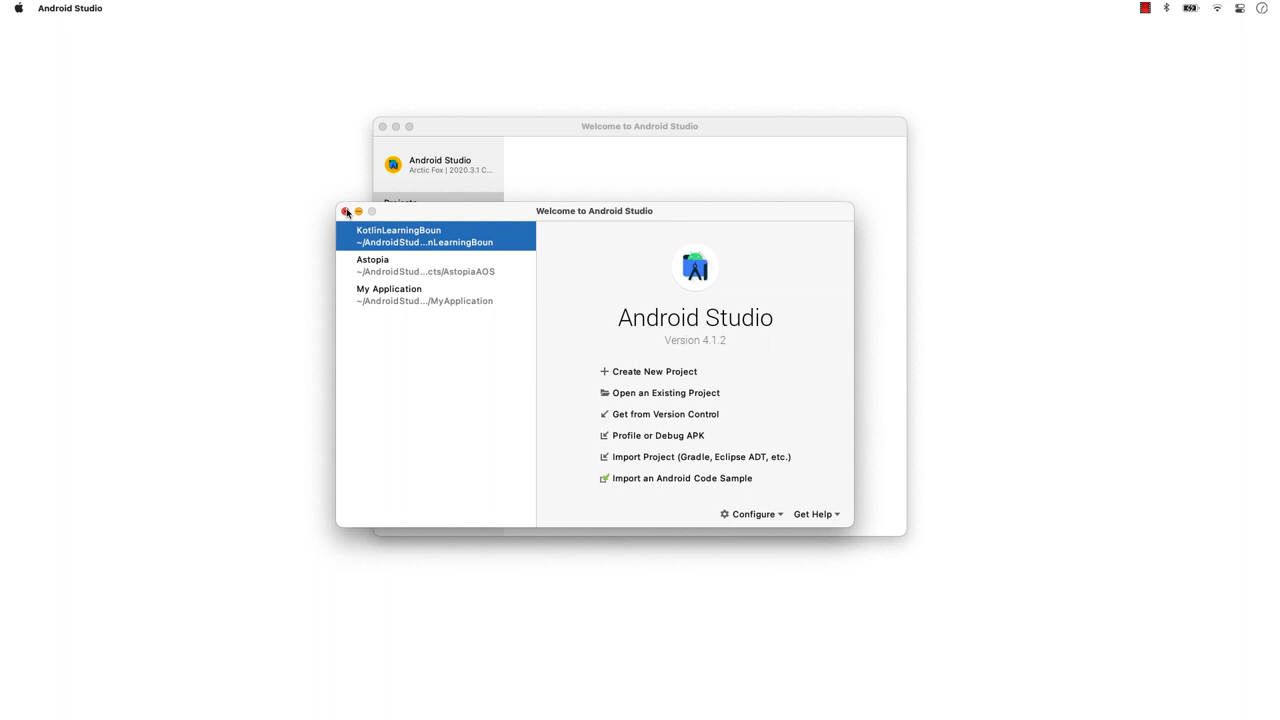 Android Studio
Welcome to Android Studio
Android Studio
Arctic Fox | 2020.3.1 C...
Projects
Welcome to Android Studio
KotlinLearningBoun
~/AndroidStud...nLearningBoun
Astopia
~/AndroidStud...cts/AstopiaAOS
My Application
~/AndroidStud.../MyApplication
Android Studio
Version 4.1.2
Create New Project
Open an Existing Project
Get from Version Control
Profile or Debug APK
Import Project (Gradle, Eclipse ADT, etc.)
Import an Android Code Sample
Configure
Get Help